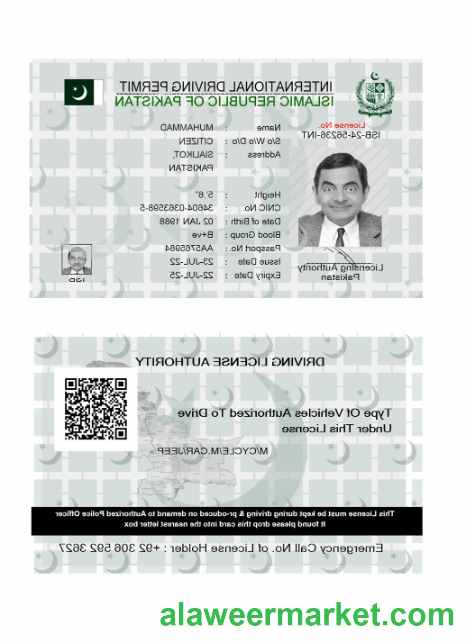 INTERNATIONAL DRIVING PERMIT
ISLAMIC REPUBLIC OF PAKISTAN
License No.
ISB-24-56236-INT
Name : MUHAMMAD
S/o W/o D/o : CITIZEN
Address : SIALKOT,
PAKISTAN
Height : 5'.6"
CNIC No. : 34604-0363598-5
Date of Birth : 02 JAN 1988
Blood Group : B+ve
Passport No. : AA5765984
Issue Date : 23-JUL-22
Expiry Date : 22-JUL-25
Licensing Authority
Pakistan
DRIVING LICENSE AUTHORITY
Type Of Vehicles Authorized To Drive
Under This License
M/CYCLE/M.CAR/JEEP
This License must be kept during driving & pro-duced on demand to Authorized Police Officer
It found please drop this card into the nearest letter box
Emergency Call No. of License Holder : +92 306 592 3627
alaweermarket.com